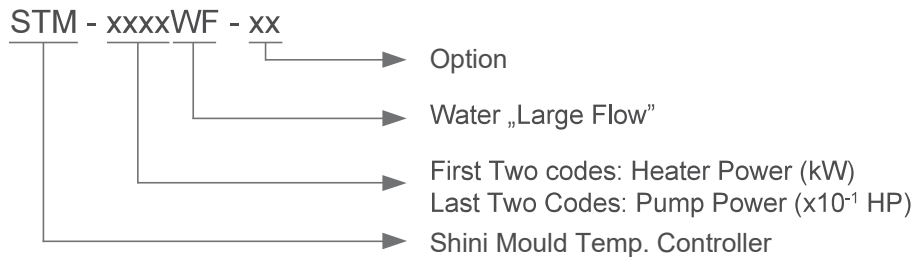 STM - xxxxWF - xx
Option
Water „Large Flow”
First Two codes: Heater Power (kW)
Last Two Codes: Pump Power (x10⁻¹ HP)
Shini Mould Temp. Controller